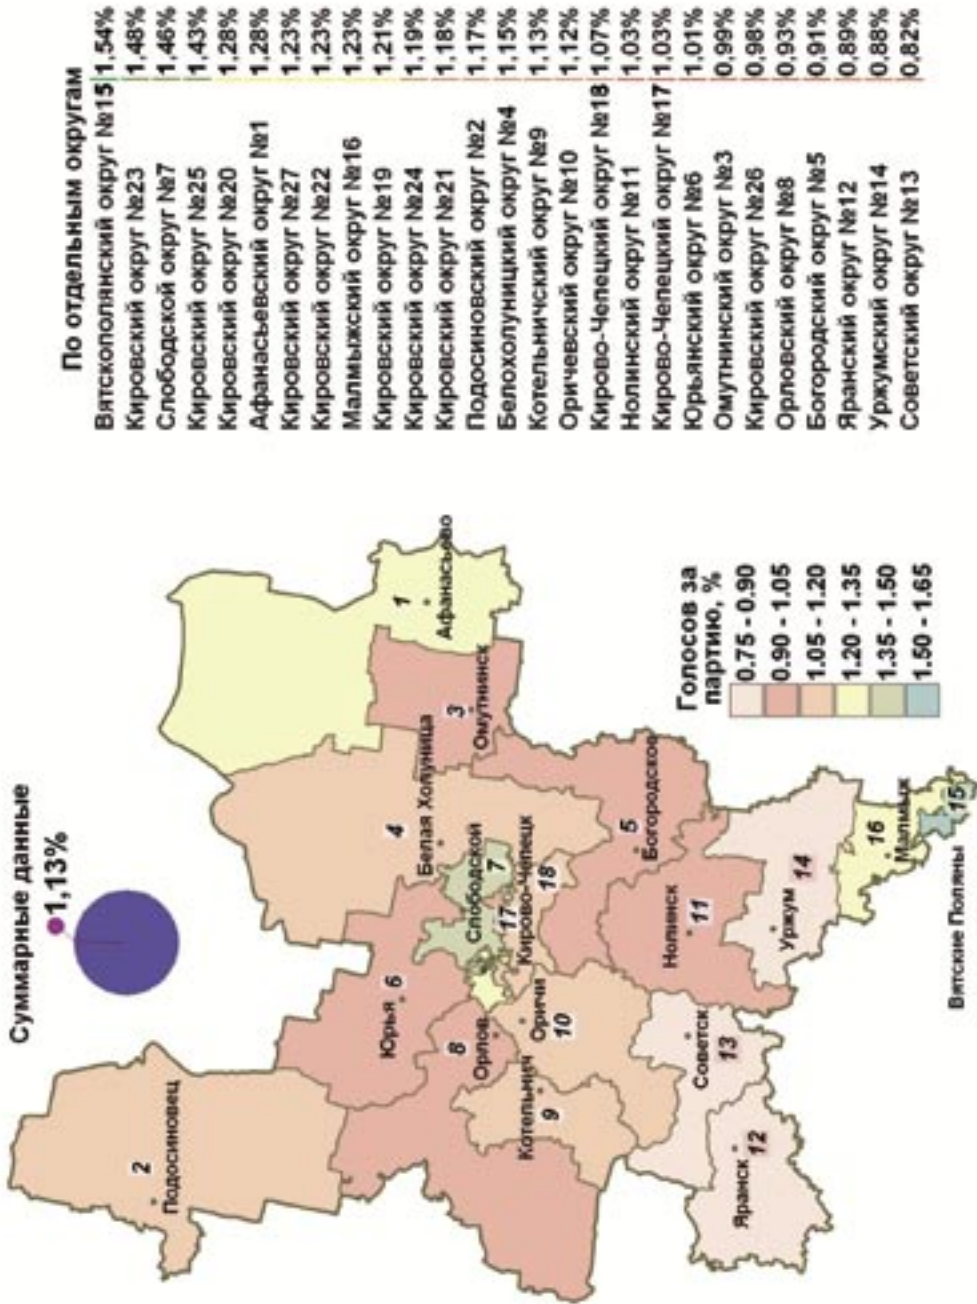 Суммарные данные
1,13%
2
Подосиновец
6
Юрья
4
Белая Холуница
1
Афанасьево
3
Омутнинск
Слободской
7
8
Орлов
17
Кирово-Чепецк
18
Котельнич
9
Оричи
10
5
Богородское
Нолинск
11
Советск
13
Яранск
12
Уржум
14
16
Малмыж
15
Вятские Поляны
Голосов за
партию, %
0.75 - 0.90
0.90 - 1.05
1.05 - 1.20
1.20 - 1.35
1.35 - 1.50
1.50 - 1.65
По отдельным округам
Вятскополянский округ №15 1,54%
Кировский округ №23 1,48%
Слободской округ №7 1,46%
Кировский округ №25 1,43%
Кировский округ №20 1,28%
Афанасьевский округ №1 1,28%
Кировский округ №27 1,23%
Кировский округ №22 1,23%
Малмыжский округ №16 1,23%
Кировский округ №19 1,21%
Кировский округ №24 1,19%
Кировский округ №21 1,18%
Подосиновский округ №2 1,17%
Белохолуницкий округ №4 1,15%
Котельничский округ №9 1,13%
Оричевский округ №10 1,12%
Кирово-Чепецкий округ №18 1,07%
Нолинский округ №11 1,03%
Кирово-Чепецкий округ №17 1,03%
Юрьянский округ №6 1,01%
Омутнинский округ №3 0,99%
Кировский округ №26 0,98%
Орловский округ №8 0,93%
Богородский округ №5 0,91%
Яранский округ №12 0,89%
Уржумский округ №14 0,88%
Советский округ №13 0,82%